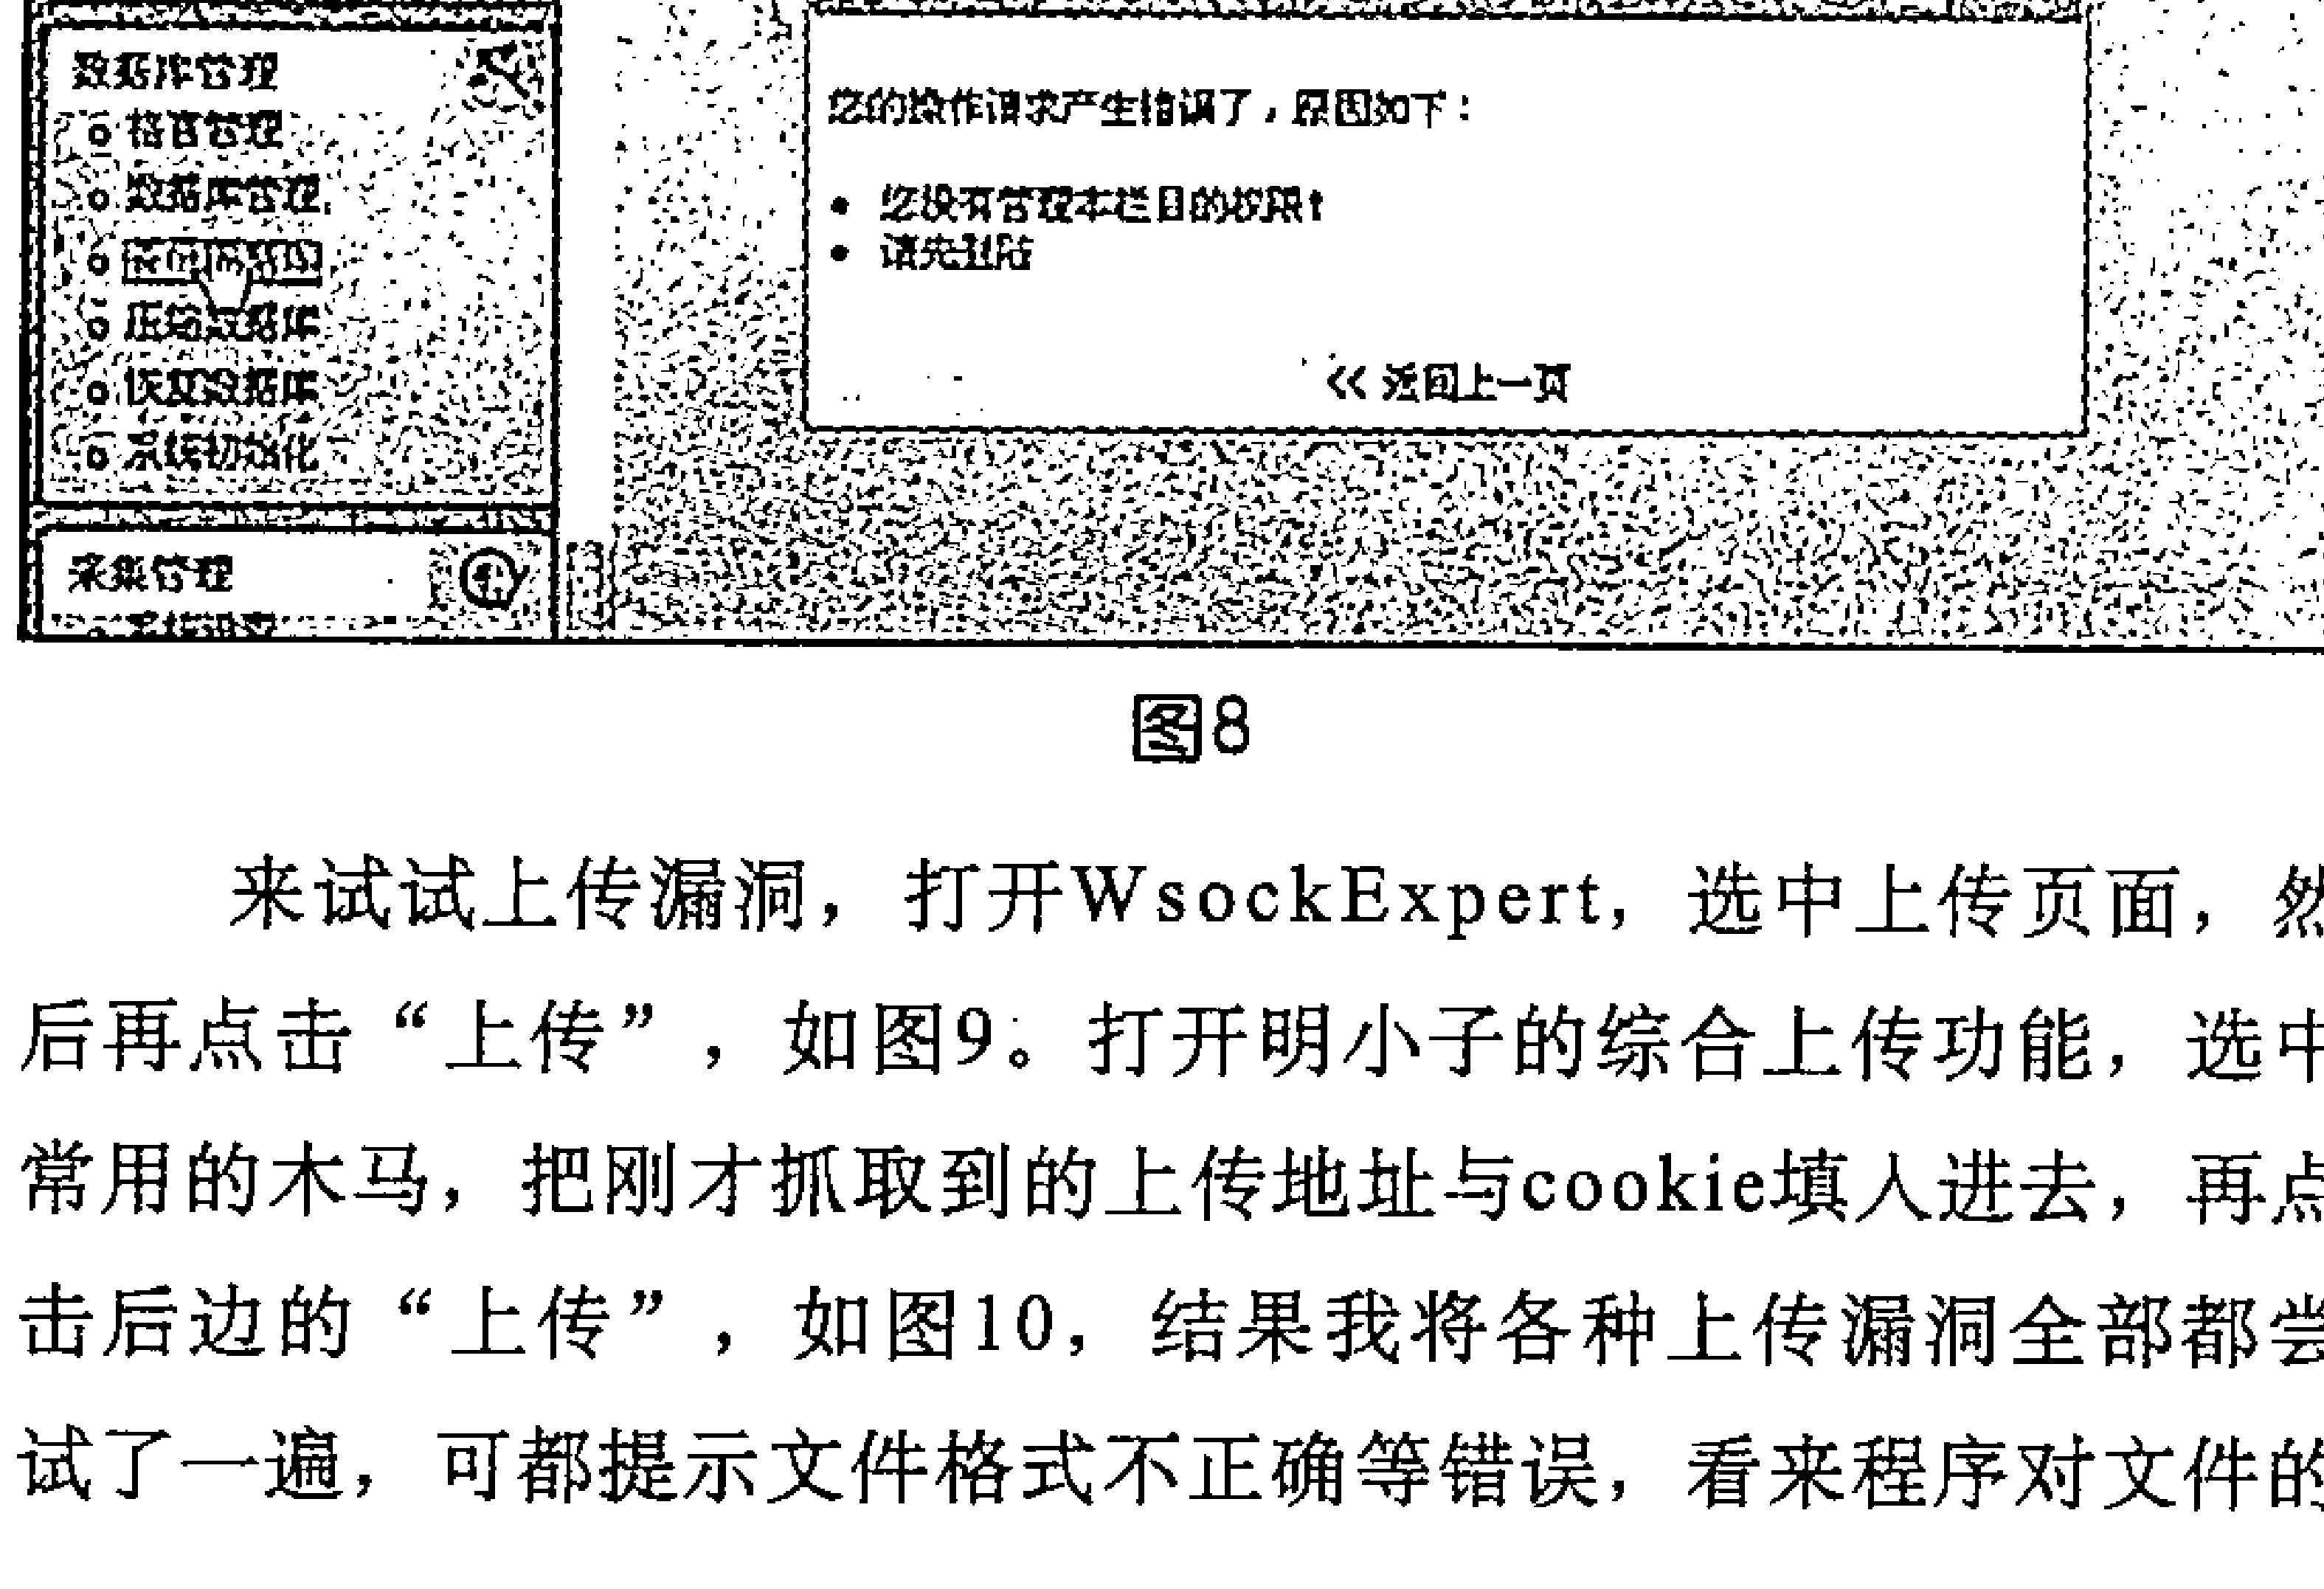 数据库管理
格言管理
数据库管理
压缩数据库
恢复数据库
系统初始化
采集管理
您的操作请求产生错误了，原因如下：
• 您没有管理本栏目的权限！
• 请先登陆
<< 返回上一页
图8
来试试上传漏洞，打开WsockExpert，选中上传页面，然
后再点击“上传”，如图9。打开明小子的综合上传功能，选中
常用的木马，把刚才抓取到的上传地址与cookie填人进去，再点
击后边的“上传”，如图10，结果我将各种上传漏洞全部都尝
试了一遍，可都提示文件格式不正确等错误，看来程序对文件的